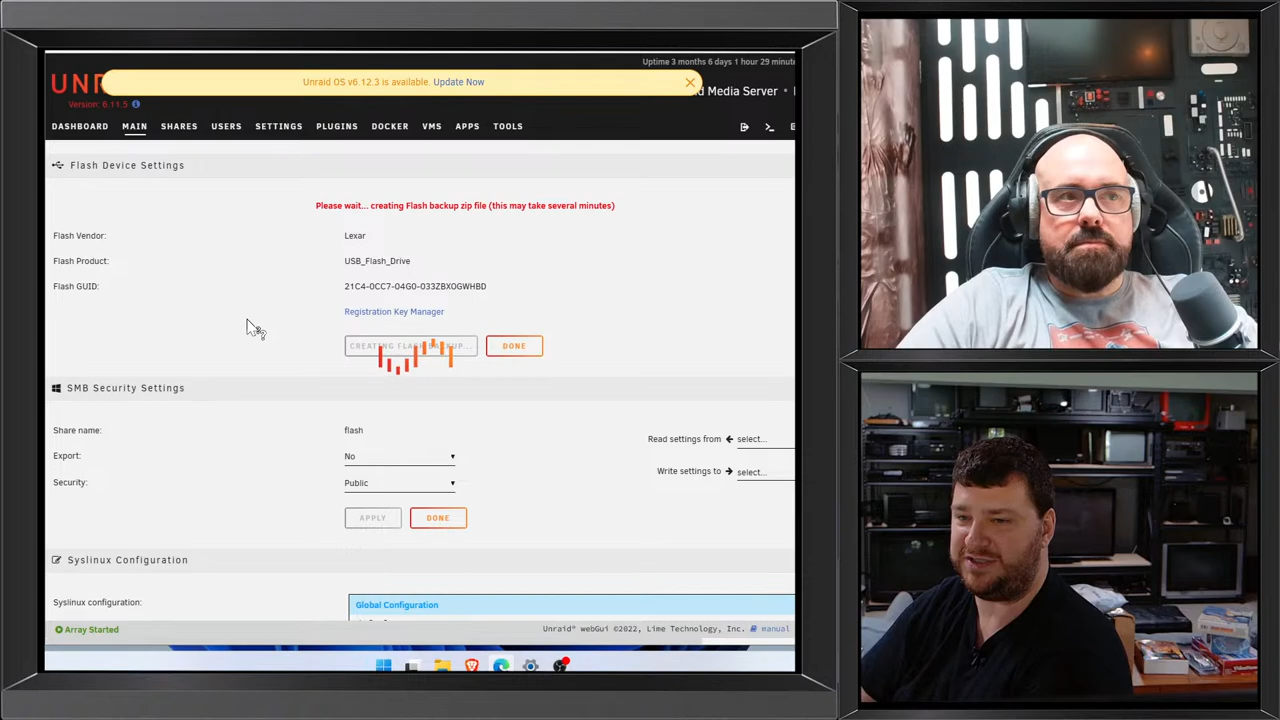 Uptime 3 months 6 days 1 hour 29 minute
Unraid OS v6.12.3 is available. Update Now
UNR
d Media Server •
Version: 6.11.5
DASHBOARD MAIN SHARES USERS SETTINGS PLUGINS DOCKER VMS APPS TOOLS
Flash Device Settings
Please wait... creating Flash backup zip file (this may take several minutes)
Flash Vendor: Lexar
Flash Product: USB_Flash_Drive
Flash GUID: 21C4-0CC7-04G0-033ZBXOGWHBD
Registration Key Manager
CREATING FLASH BACKUP... DONE
SMB Security Settings
Share name: flash
Read settings from select...
Export: No
Write settings to select...
Security: Public
APPLY DONE
Syslinux Configuration
Syslinux configuration: Global Configuration
Array Started Unraid® webGui ©2022, Lime Technology, Inc. manual